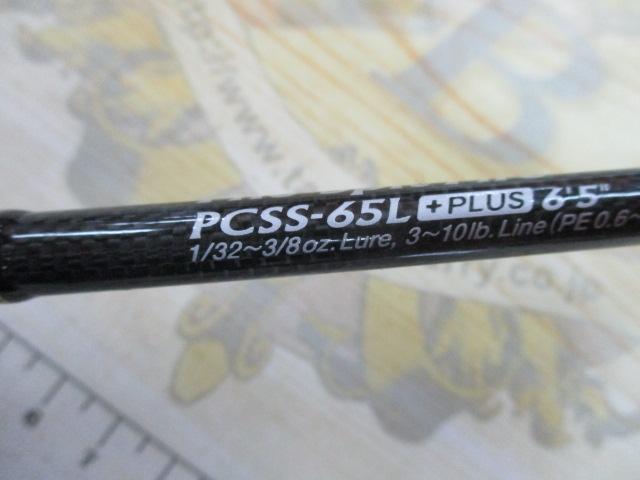 PCSS-65L +PLUS 6'5"
1/32~3/8oz. Lure, 3~10lb. Line (PE 0.6~